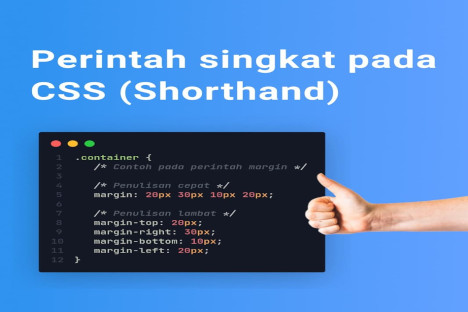 Perintah singkat pada
CSS (Shorthand)
1 .container {
2 /* Contoh pada perintah margin */
3
4 /* Penulisan cepat */
5 margin: 20px 30px 10px 20px;
6
7 /* Penulisan lambat */
8 margin-top: 20px;
9 margin-right: 30px;
10 margin-bottom: 10px;
11 margin-left: 20px;
12 }